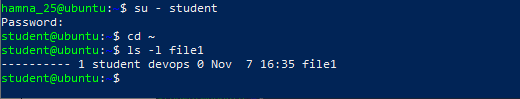 hamna_25@ubuntu:~$ su - student
Password:
student@ubuntu:~$ cd ~
student@ubuntu:~$ ls -l file1
---------- 1 student devops 0 Nov  7 16:35 file1
student@ubuntu:~$